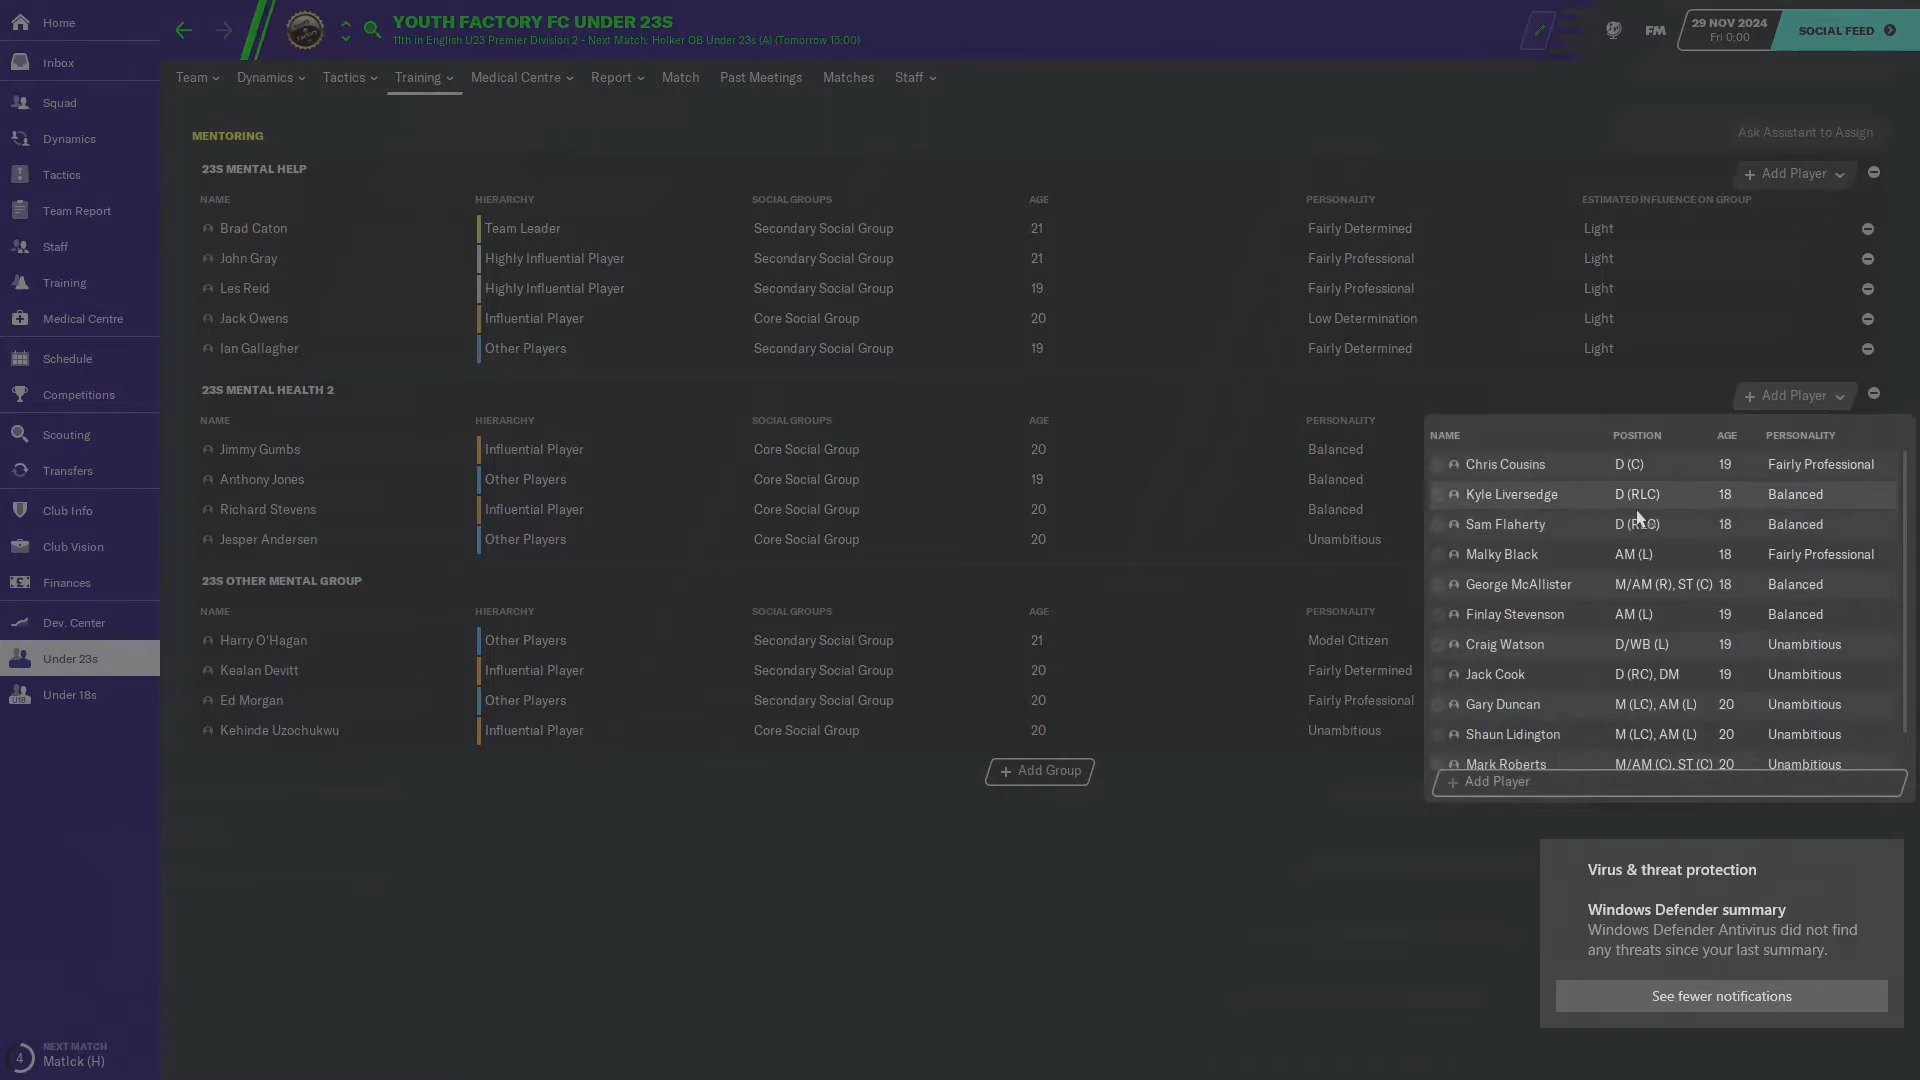 Home
Inbox
Squad
Dynamics
Tactics
Team Report
Staff
Training
Medical Centre
Schedule
Competitions
Scouting
Transfers
Club Info
Club Vision
Finances
Dev. Center
Under 23s
U18
Under 18s
4
NEXT MATCH
Matlck (H)
YOUTH FACTORY FC UNDER 23S
11th in English U23 Premier Division 2 - Next Match: Holker OB Under 23s (A) (Tomorrow 15:00)
FM
29 NOV 2024
Fri 0:00
SOCIAL FEED
Team Dynamics Tactics Training Medical Centre Report Match Past Meetings Matches Staff
MENTORING
Ask Assistant to Assign
23S MENTAL HELP
+ Add Player
NAME HIERARCHY SOCIAL GROUPS AGE PERSONALITY ESTIMATED INFLUENCE ON GROUP
Brad Caton Team Leader Secondary Social Group 21 Fairly Determined Light
John Gray Highly Influential Player Secondary Social Group 21 Fairly Professional Light
Les Reid Highly Influential Player Secondary Social Group 19 Fairly Professional Light
Jack Owens Influential Player Core Social Group 20 Low Determination Light
Ian Gallagher Other Players Secondary Social Group 19 Fairly Determined Light
23S MENTAL HEALTH 2
+ Add Player
NAME HIERARCHY SOCIAL GROUPS AGE PERSONALITY
Jimmy Gumbs Influential Player Core Social Group 20 Balanced
Anthony Jones Other Players Core Social Group 19 Balanced
Richard Stevens Influential Player Core Social Group 20 Balanced
Jesper Andersen Other Players Core Social Group 20 Unambitious
23S OTHER MENTAL GROUP
NAME HIERARCHY SOCIAL GROUPS AGE PERSONALITY
Harry O'Hagan Other Players Secondary Social Group 21 Model Citizen
Kealan Devitt Influential Player Secondary Social Group 20 Fairly Determined
Ed Morgan Other Players Secondary Social Group 20 Fairly Professional
Kehinde Uzochukwu Influential Player Core Social Group 20 Unambitious
+ Add Group
NAME POSITION AGE PERSONALITY
Chris Cousins D (C) 19 Fairly Professional
Kyle Liversedge D (RLC) 18 Balanced
Sam Flaherty 18 Balanced
Malky Black AM (L) 18 Fairly Professional
George McAllister M/AM (R), ST (C) 18 Balanced
Finlay Stevenson AM (L) 19 Balanced
Craig Watson D/WB (L) 19 Unambitious
Jack Cook D (RC), DM 19 Unambitious
Gary Duncan M (LC), AM (L) 20 Unambitious
Shaun Lidington M (LC), AM (L) 20 Unambitious
Mark Roberts M/AM (C), ST (C) 20 Unambitious
+ Add Player
Virus & threat protection
Windows Defender summary
Windows Defender Antivirus did not find
any threats since your last summary.
See fewer notifications